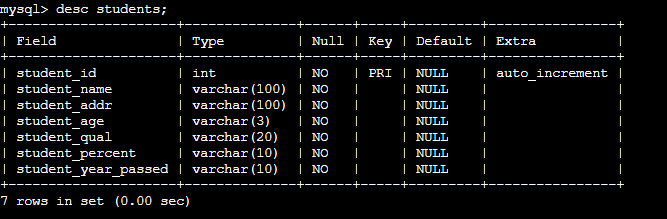 mysql> desc students;
+---------------------+--------------+------+-----+---------+----------------+
| Field               | Type         | Null | Key | Default | Extra          |
+---------------------+--------------+------+-----+---------+----------------+
| student_id          | int          | NO   | PRI | NULL    | auto_increment |
| student_name        | varchar(100) | NO   |     | NULL    |                |
| student_addr        | varchar(100) | NO   |     | NULL    |                |
| student_age         | varchar(3)   | NO   |     | NULL    |                |
| student_qual        | varchar(20)  | NO   |     | NULL    |                |
| student_percent     | varchar(10)  | NO   |     | NULL    |                |
| student_year_passed | varchar(10)  | NO   |     | NULL    |                |
+---------------------+--------------+------+-----+---------+----------------+
7 rows in set (0.00 sec)